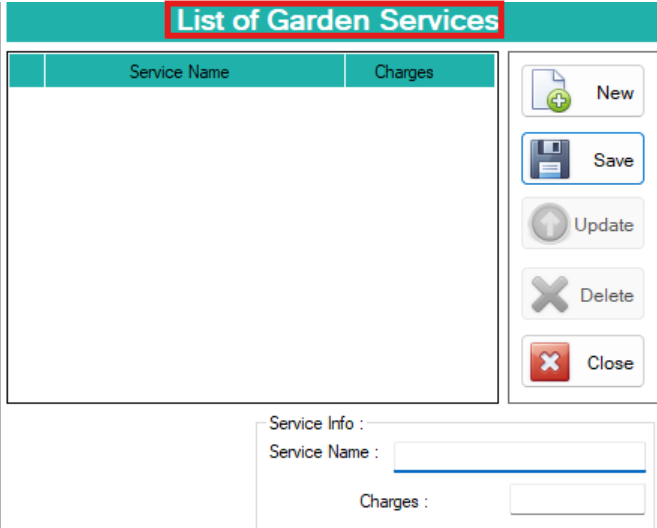 List of Garden Services
Service Name Charges
New
Save
Update
Delete
Close
Service Info :
Service Name :
Charges :